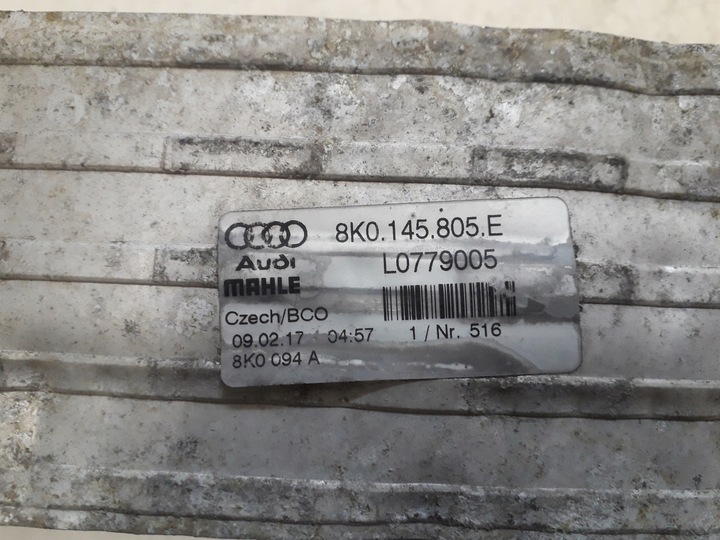 8K0.145.805.E
Audi L0779005
MAHLE
Czech/BCO
09.02.17 04:57 1 / Nr. 516
8K0 094 A